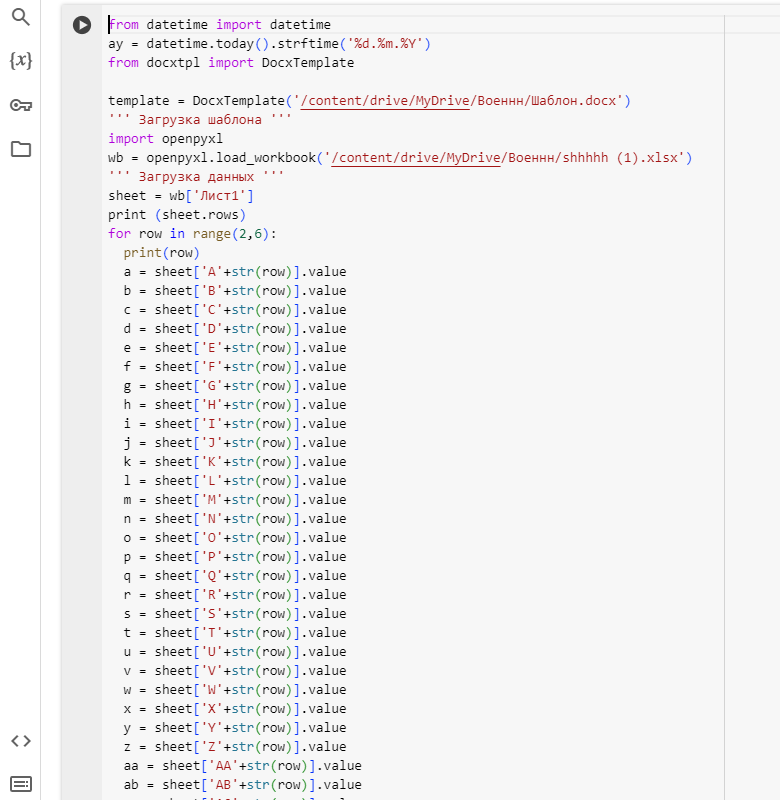 from datetime import datetime
ay = datetime.today().strftime('%d.%m.%Y')
from docxtpl import DocxTemplate
template = DocxTemplate('/content/drive/MyDrive/Военнн/Шаблон.docx')
''' Загрузка шаблона '''
import openpyxl
wb = openpyxl.load_workbook('/content/drive/MyDrive/Военнн/shhhhh (1).xlsx')
''' Загрузка данных '''
sheet = wb['Лист1']
print (sheet.rows)
for row in range(2,6):
  print(row)
  a = sheet['A'+str(row)].value
  b = sheet['B'+str(row)].value
  c = sheet['C'+str(row)].value
  d = sheet['D'+str(row)].value
  e = sheet['E'+str(row)].value
  f = sheet['F'+str(row)].value
  g = sheet['G'+str(row)].value
  h = sheet['H'+str(row)].value
  i = sheet['I'+str(row)].value
  j = sheet['J'+str(row)].value
  k = sheet['K'+str(row)].value
  l = sheet['L'+str(row)].value
  m = sheet['M'+str(row)].value
  n = sheet['N'+str(row)].value
  o = sheet['O'+str(row)].value
  p = sheet['P'+str(row)].value
  q = sheet['Q'+str(row)].value
  r = sheet['R'+str(row)].value
  s = sheet['S'+str(row)].value
  t = sheet['T'+str(row)].value
  u = sheet['U'+str(row)].value
  v = sheet['V'+str(row)].value
  w = sheet['W'+str(row)].value
  x = sheet['X'+str(row)].value
  y = sheet['Y'+str(row)].value
  z = sheet['Z'+str(row)].value
  aa = sheet['AA'+str(row)].value
  ab = sheet['AB'+str(row)].value